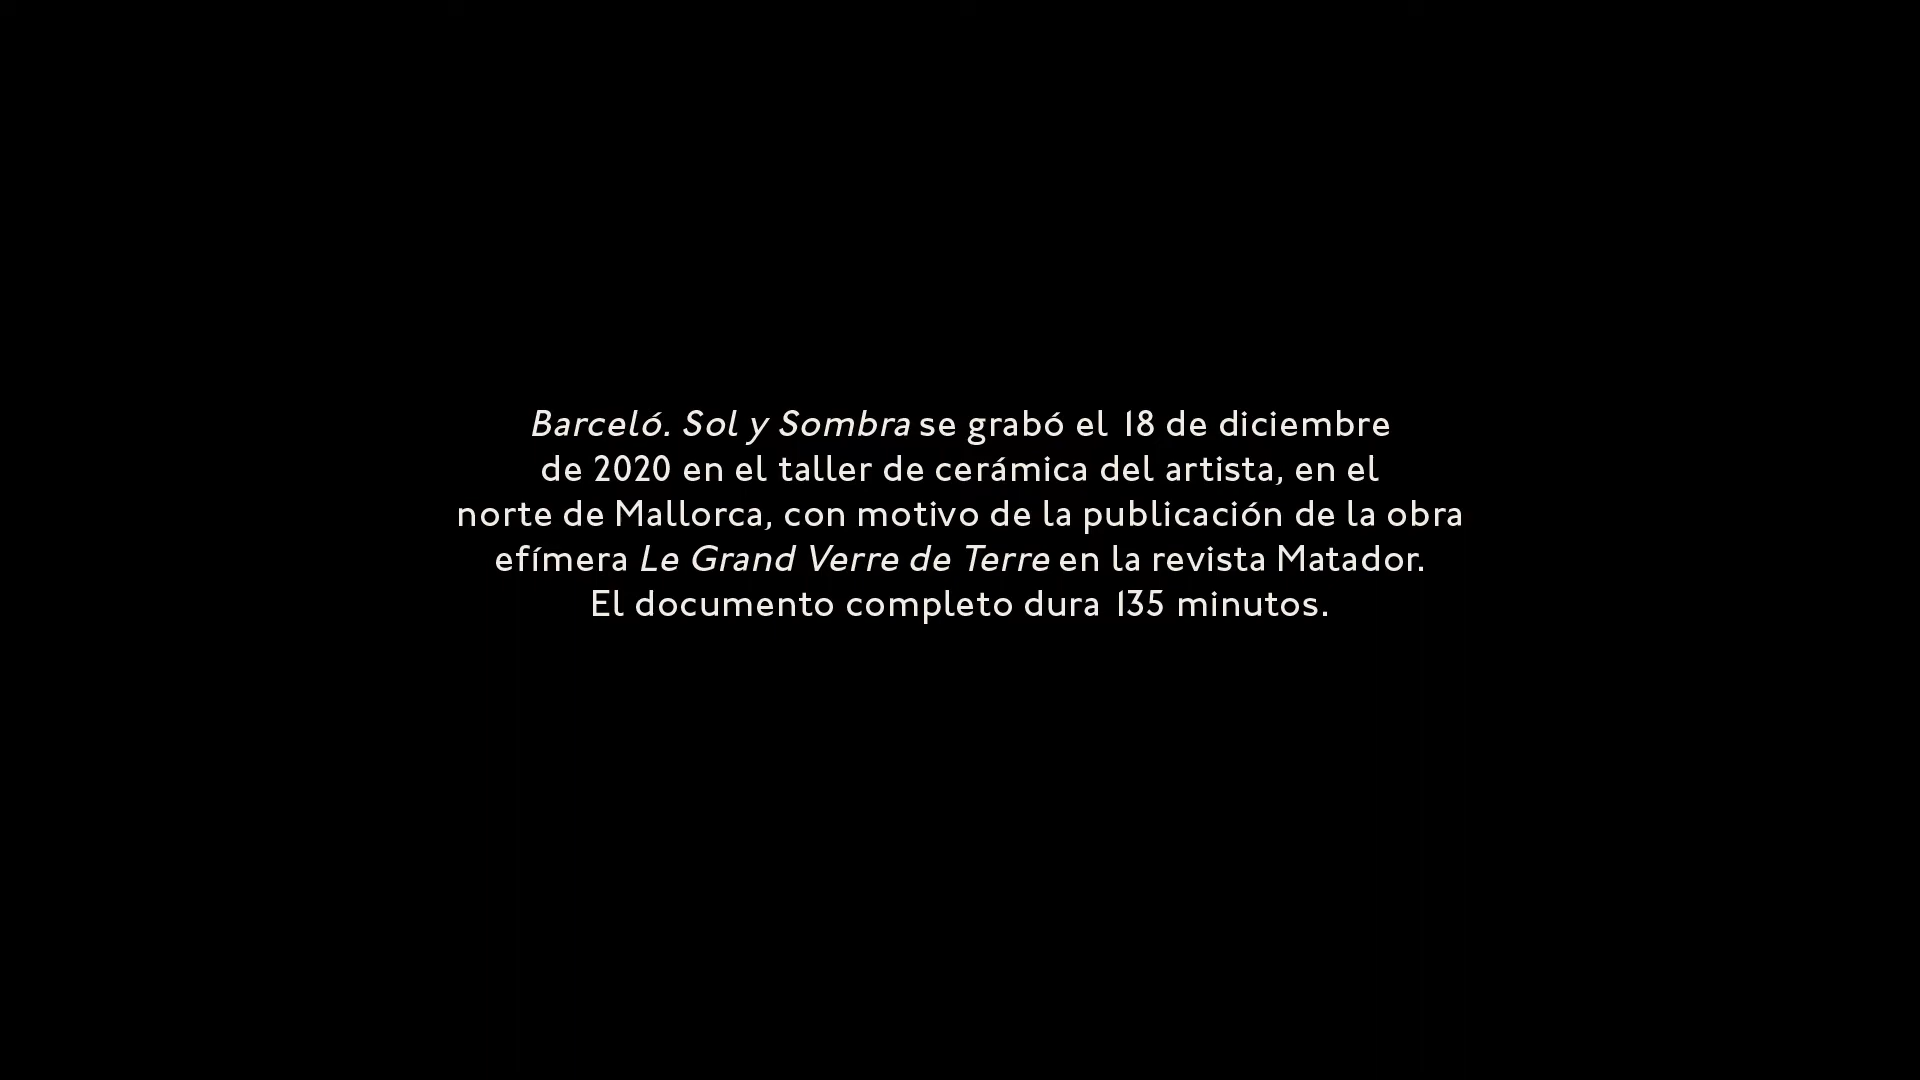 Barceló. Sol y Sombra se grabó el 18 de diciembre
de 2020 en el taller de cerámica del artista, en el
norte de Mallorca, con motivo de la publicación de la obra
efímera Le Grand Verre de Terre en la revista Matador.
El documento completo dura 135 minutos.